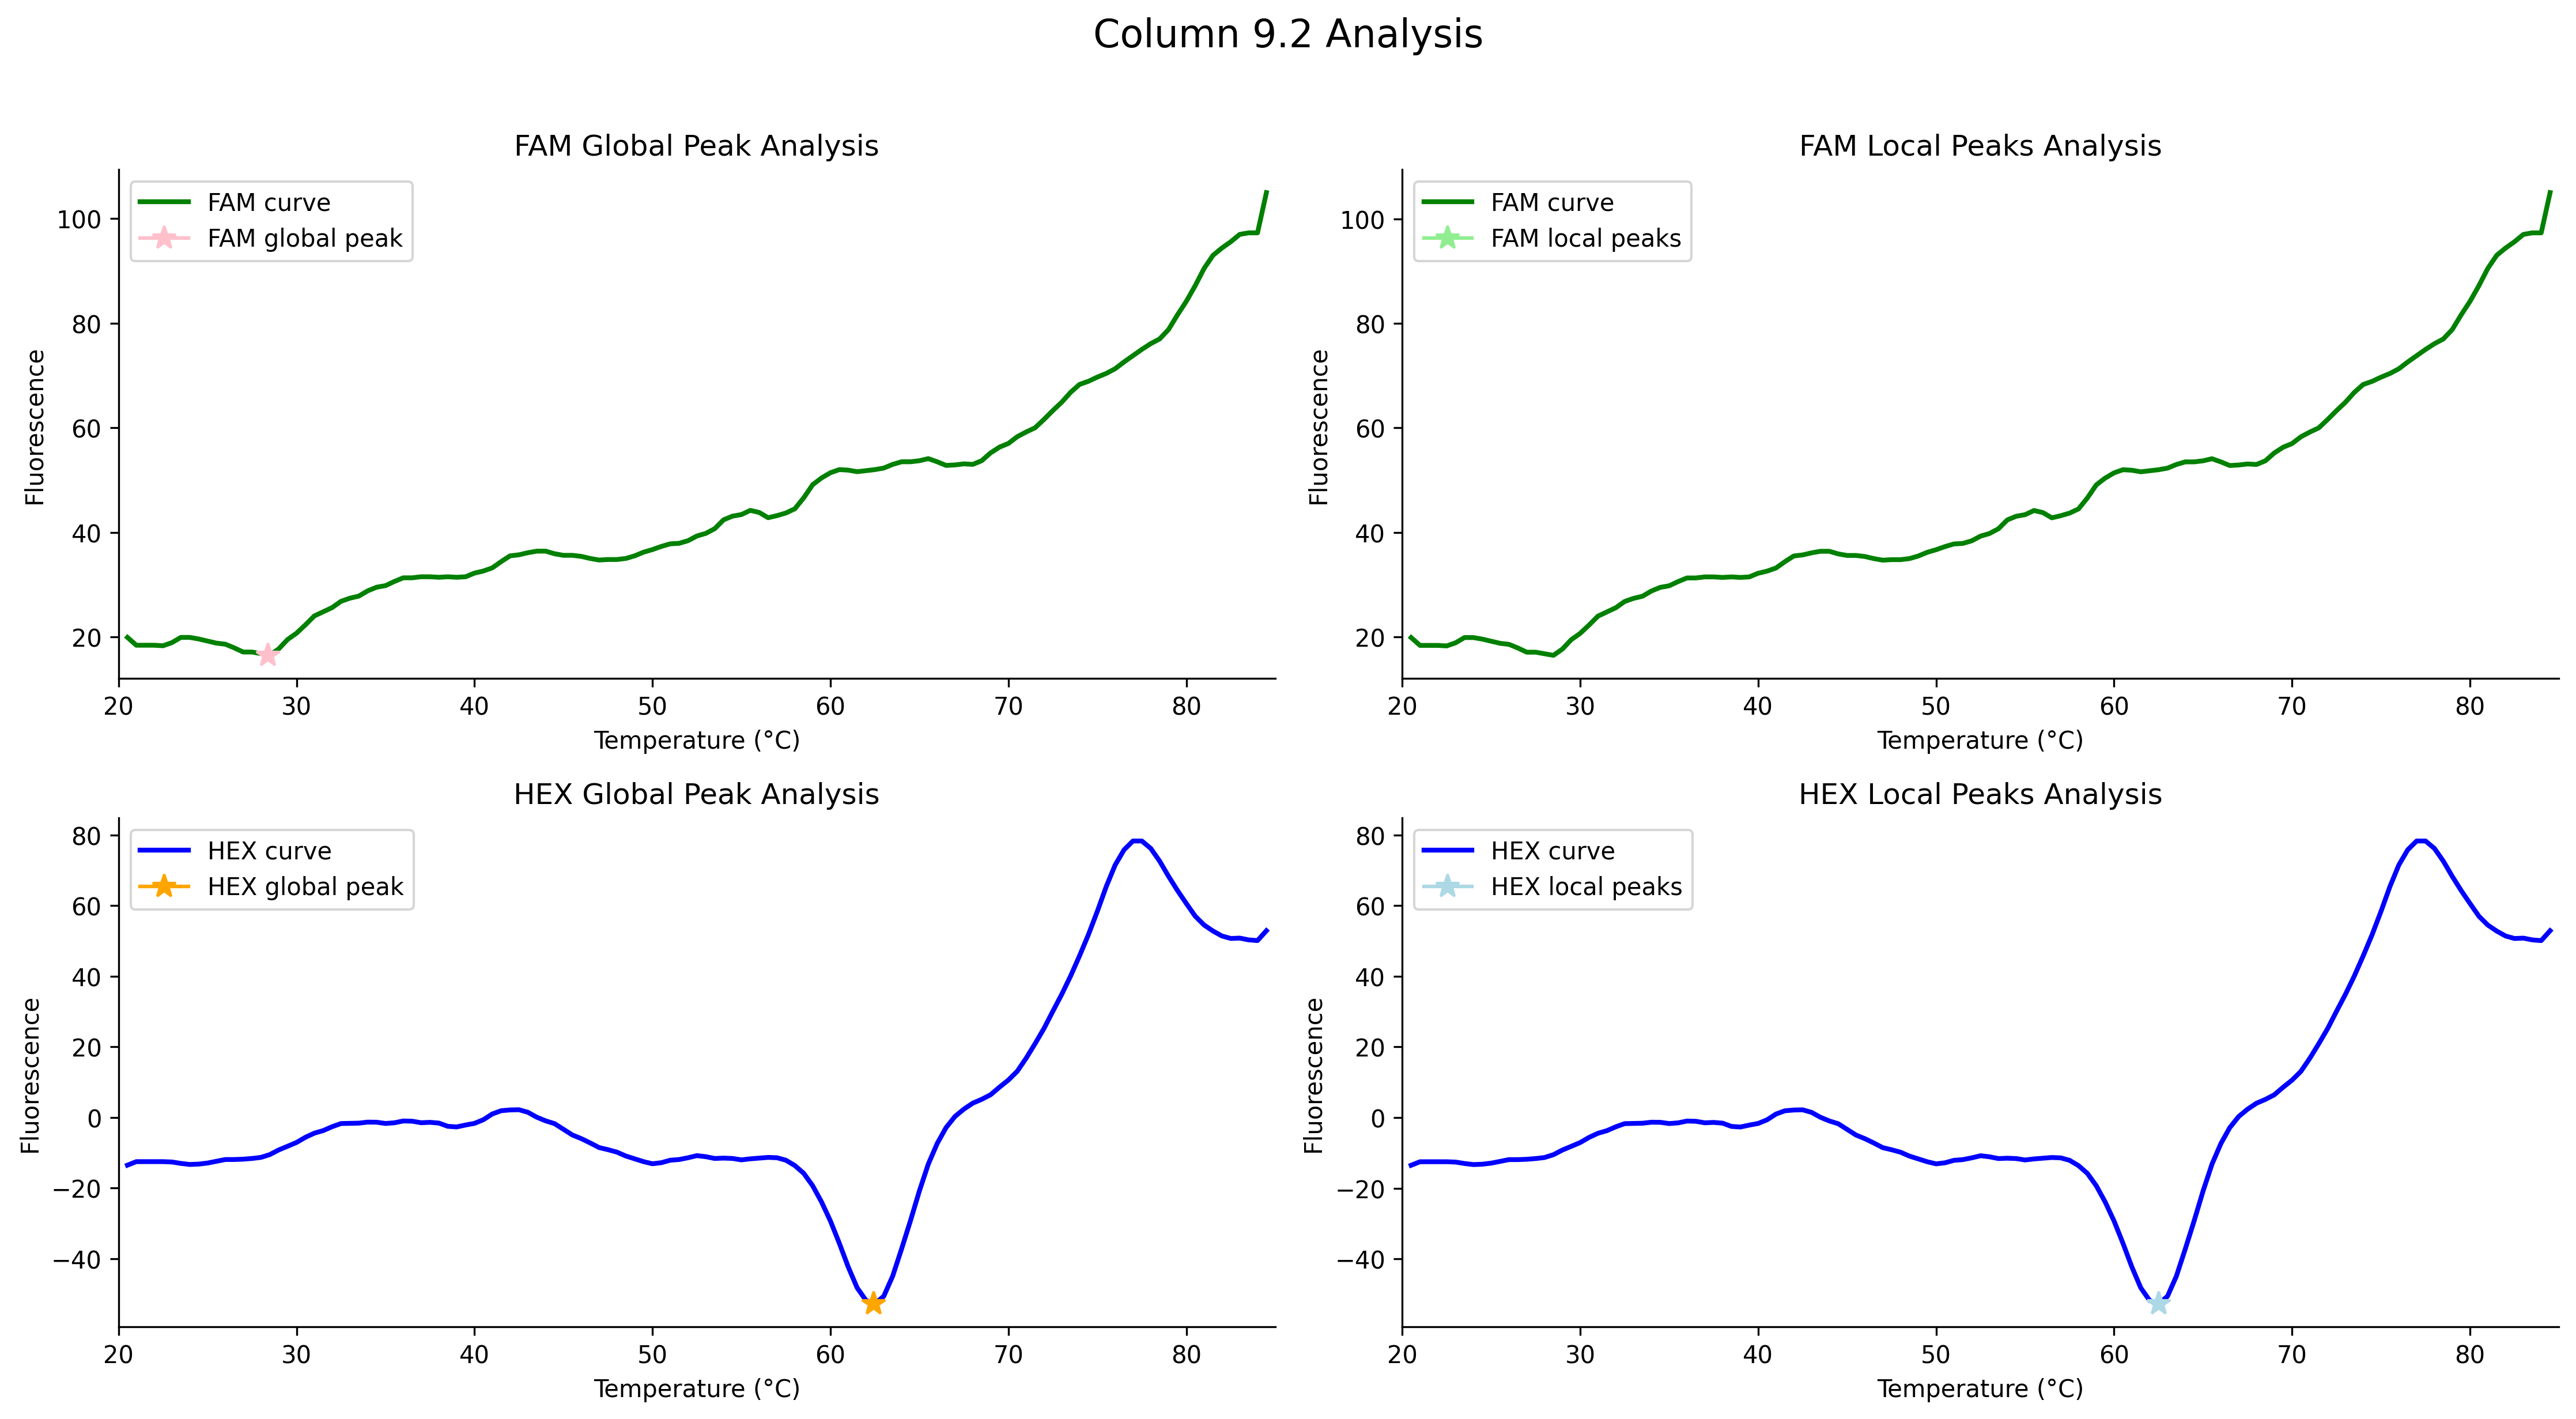 Column 9.2 Analysis
FAM Global Peak Analysis
FAM curve
FAM global peak
Fluorescence
100
80
60
40
20
20 30 40 50 60 70 80
Temperature (°C)
FAM Local Peaks Analysis
FAM curve
FAM local peaks
Fluorescence
100
80
60
40
20
20 30 40 50 60 70 80
Temperature (°C)
HEX Global Peak Analysis
HEX curve
HEX global peak
Fluorescence
80
60
40
20
0
−20
−40
20 30 40 50 60 70 80
Temperature (°C)
HEX Local Peaks Analysis
HEX curve
HEX local peaks
Fluorescence
80
60
40
20
0
−20
−40
20 30 40 50 60 70 80
Temperature (°C)